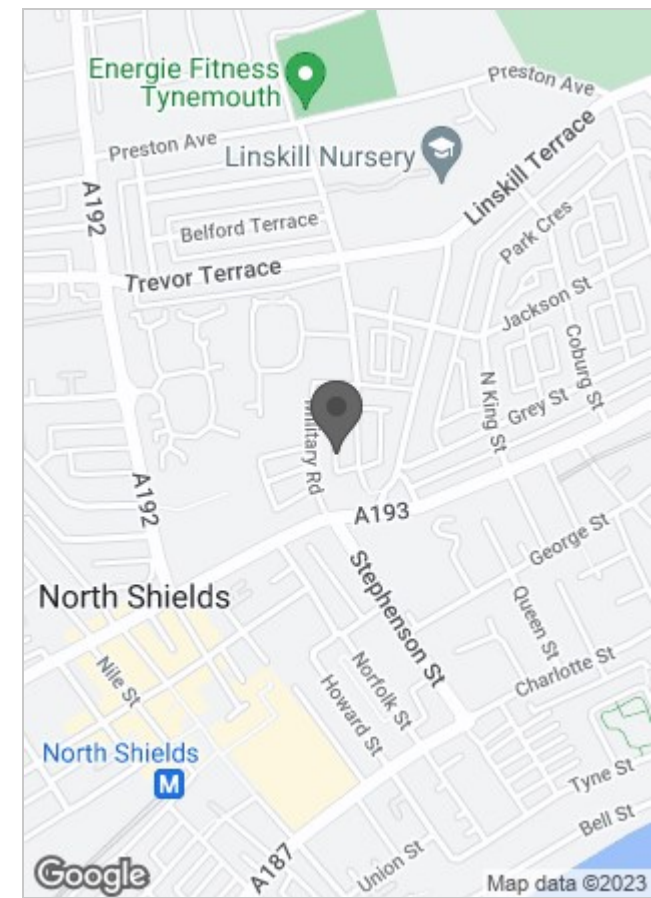 Energie Fitness
Tynemouth
Preston Ave
Preston Ave
Linskill Nursery
Linskill Terrace
A192
Belford Terrace
Park Cres
Trevor Terrace
Jackson St
Coburg St
N King St
Grey St
Military Rd
A192
A193
George St
Stephenson St
North Shields
Queen St
Norfolk St
Charlotte St
Nile St
Howard St
North Shields
M
Tyne St
Bell St
A187
Union St
Google
Map data ©2023